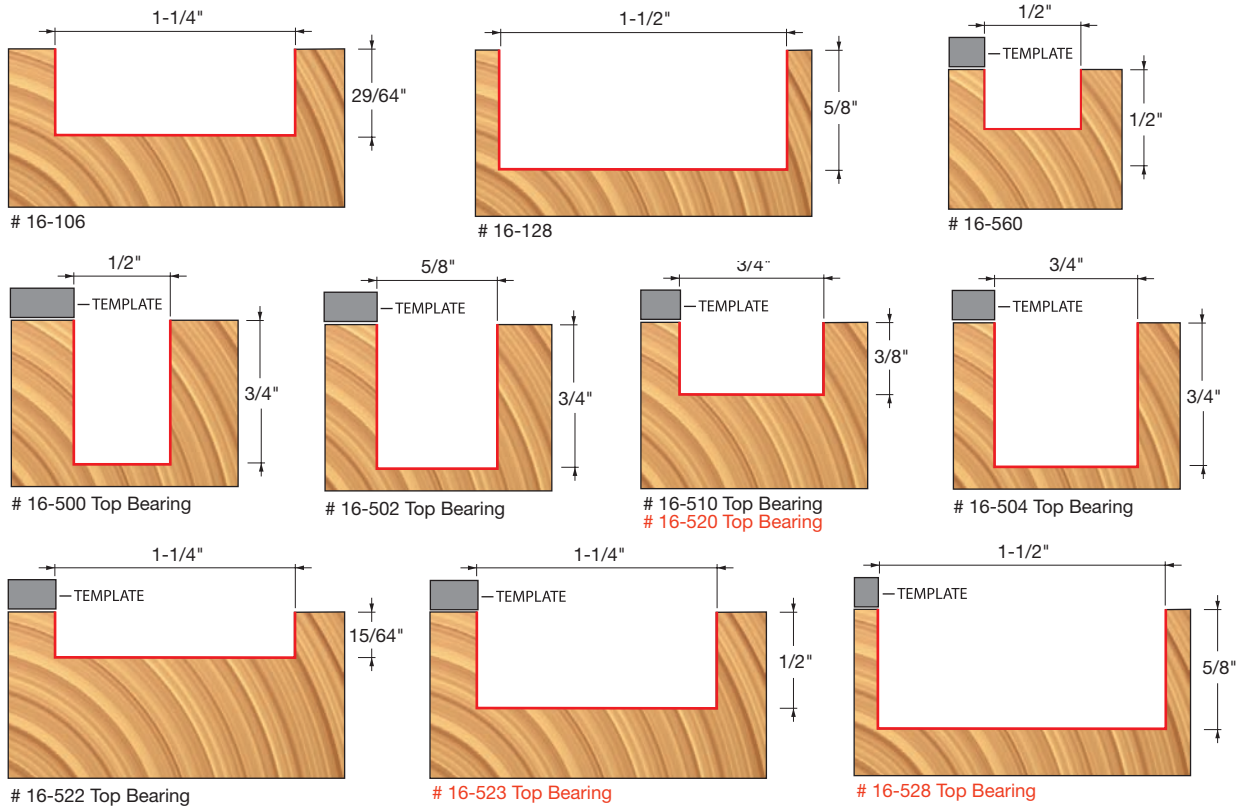 1-1/4"
29/64"
# 16-106
1-1/2"
5/8"
# 16-128
1/2"
TEMPLATE
1/2"
# 16-560
1/2"
TEMPLATE
3/4"
# 16-500 Top Bearing
5/8"
TEMPLATE
3/4"
# 16-502 Top Bearing
3/4"
TEMPLATE
3/8"
# 16-510 Top Bearing
# 16-520 Top Bearing
3/4"
TEMPLATE
3/4"
# 16-504 Top Bearing
1-1/4"
TEMPLATE
15/64"
# 16-522 Top Bearing
1-1/4"
TEMPLATE
1/2"
# 16-523 Top Bearing
1-1/2"
TEMPLATE
5/8"
# 16-528 Top Bearing